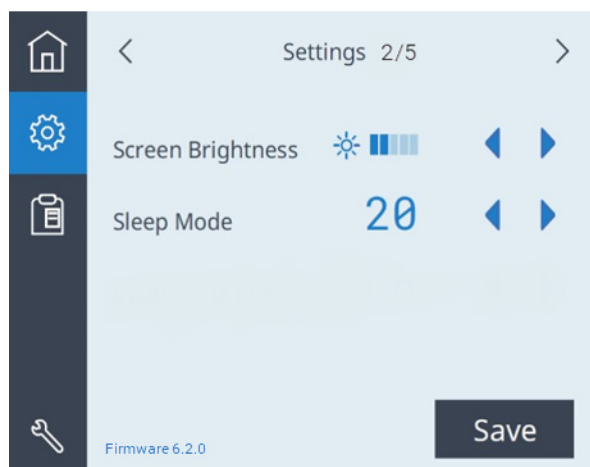 Settings 2/5
Screen Brightness
Sleep Mode 20
Firmware 6.2.0
Save